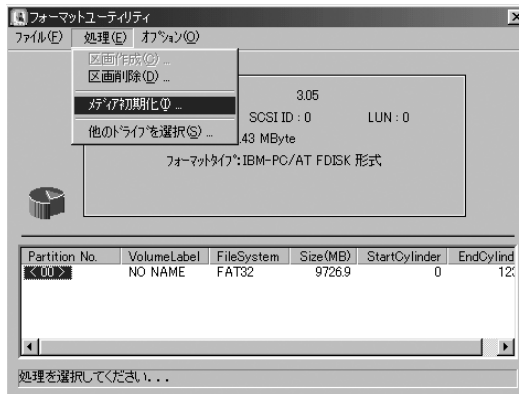 フォーマットユーティリティ
ファイル(F) 処理(E) オプション(O)
区画作成(C) ...
区画削除(D) ...
メディア初期化(I) ...
他のドライブを選択(S) ...
3.05
SCSI ID : 0 LUN : 0
.43 MByte
フォーマットタイプ: IBM-PC/AT FDISK 形式
Partition No. VolumeLabel FileSystem Size(MB) StartCylinder EndCylind
< 00 > NO NAME FAT32 9726.9 0 12
処理を選択してください...